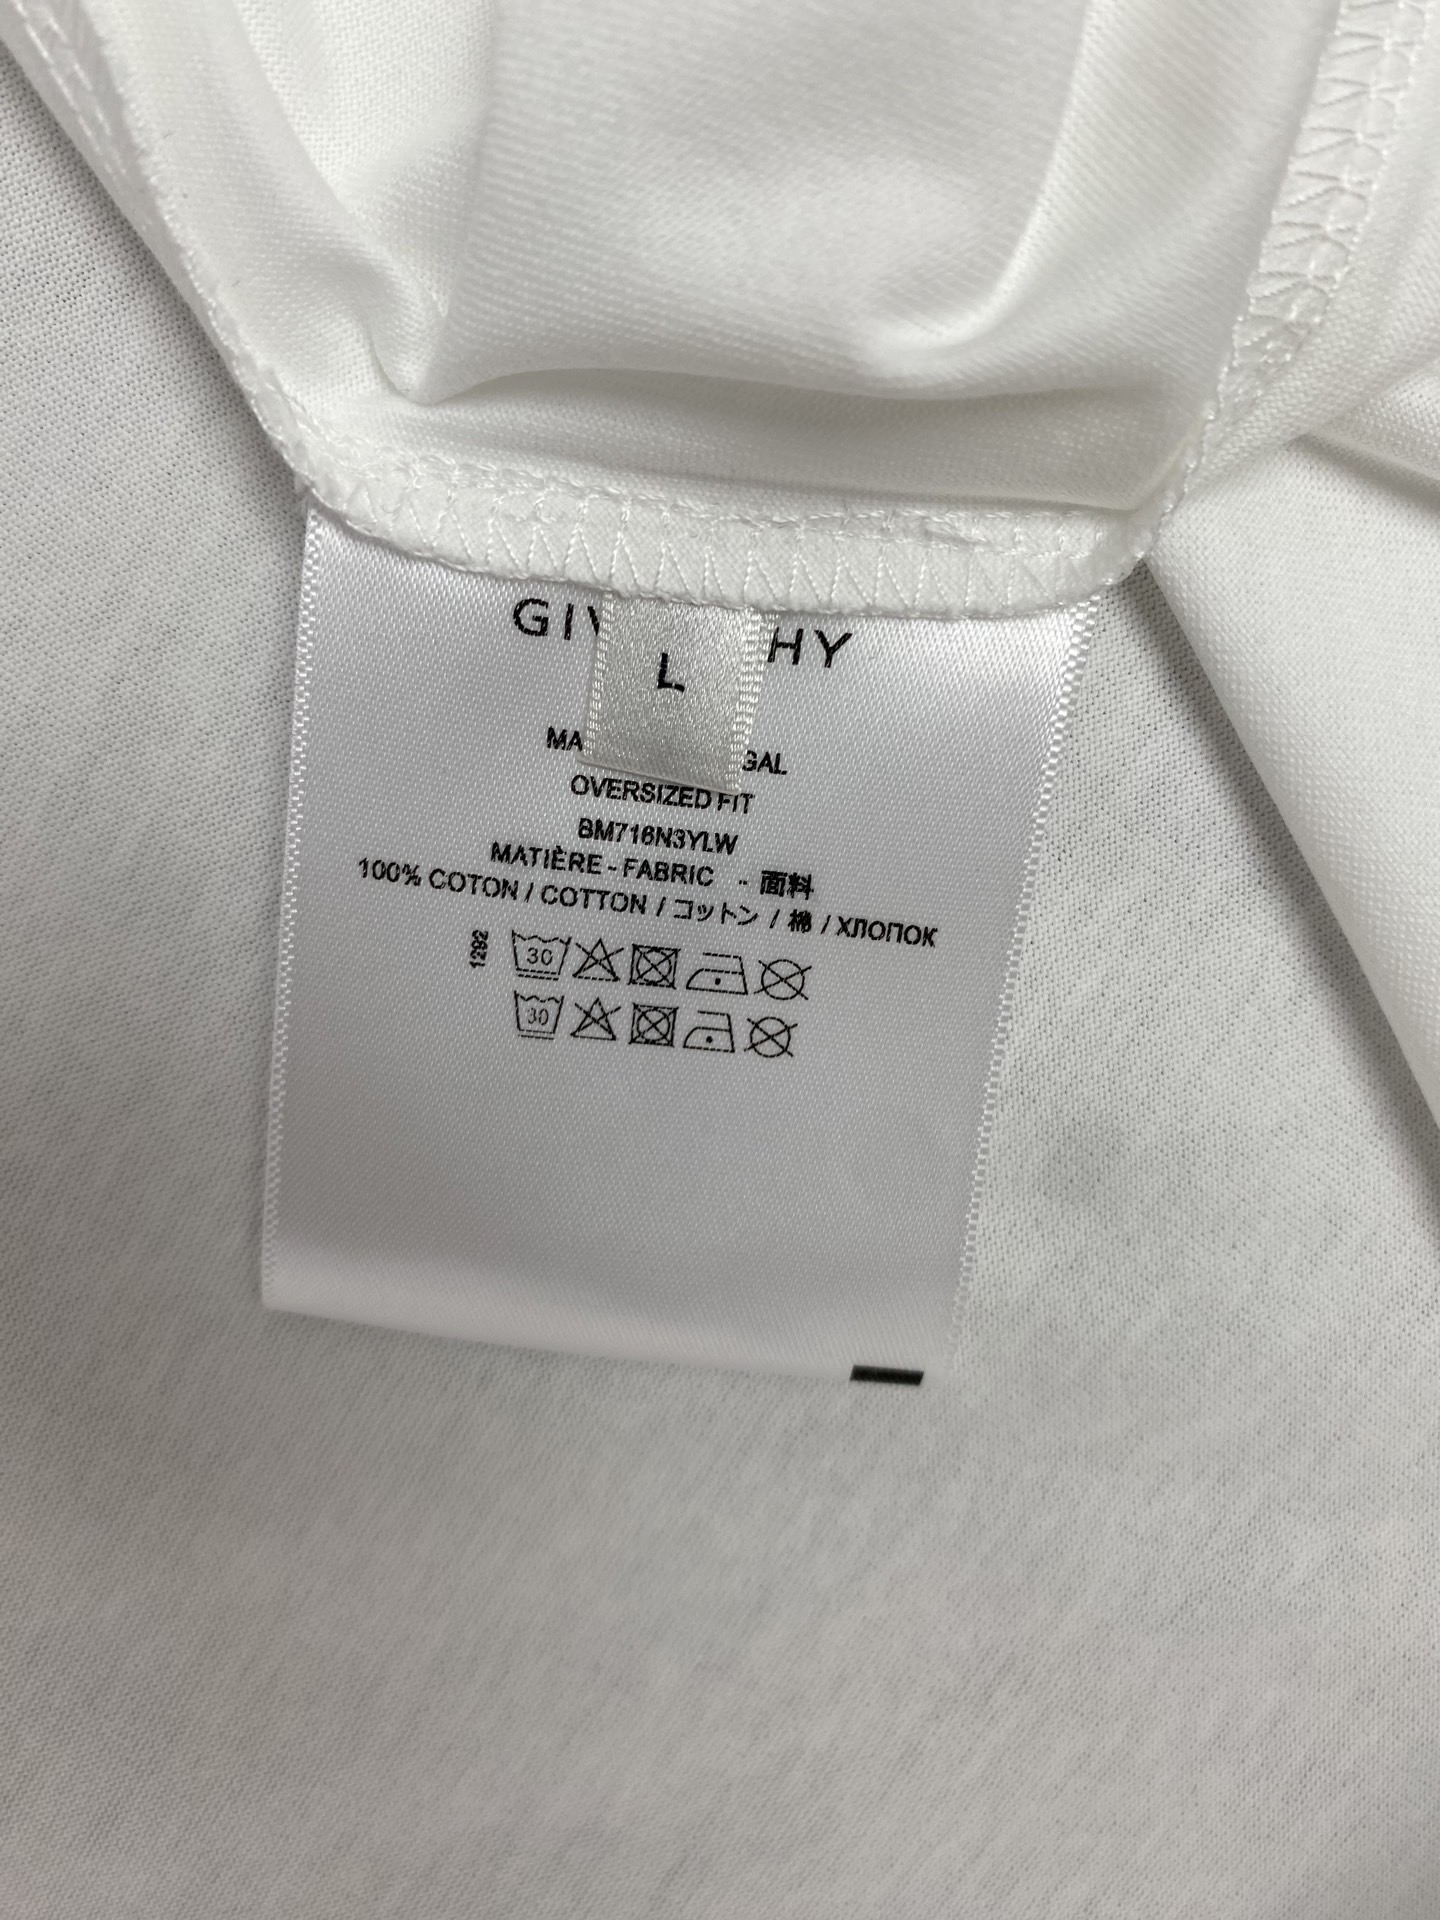 GIV HY
L
MA GAL
OVERSIZED FIT
BM716N3YLW
MATIÈRE - FABRIC - 面料
100% COTON / COTTON / コットン / 棉 / ХЛОПОК
1292
30
30